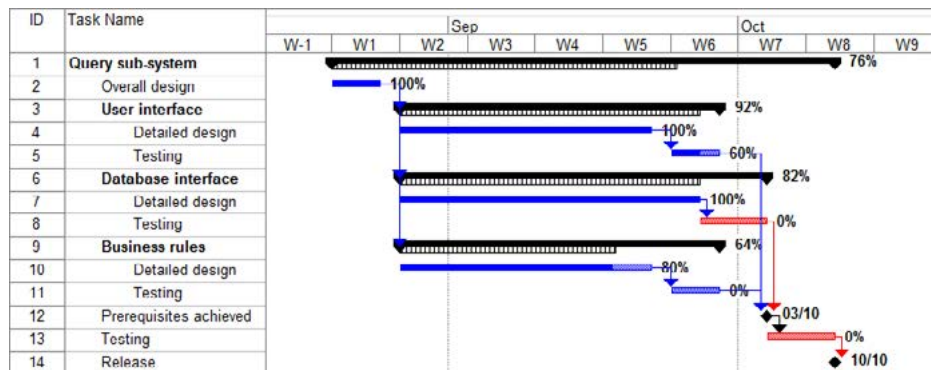 ID Task Name Sep Oct
W-1 W1 W2 W3 W4 W5 W6 W7 W8 W9
1 Query sub-system 76%
2 Overall design 100%
3 User interface 92%
4 Detailed design 100%
5 Testing 60%
6 Database interface 82%
7 Detailed design 100%
8 Testing 0%
9 Business rules 64%
10 Detailed design 80%
11 Testing 0%
12 Prerequisites achieved 03/10
13 Testing 0%
14 Release 10/10